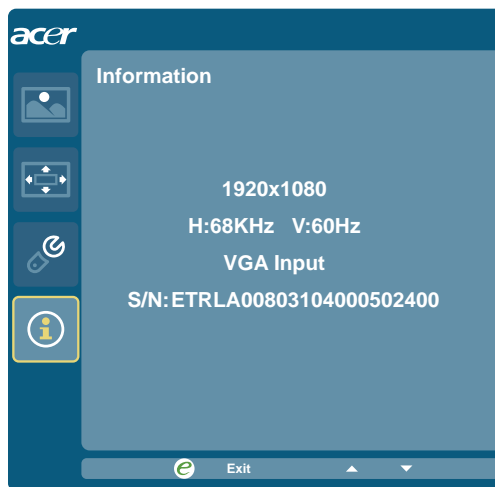 acer
Information
1920x1080
H:68KHz V:60Hz
VGA Input
S/N:ETRLA00803104000502400
e Exit